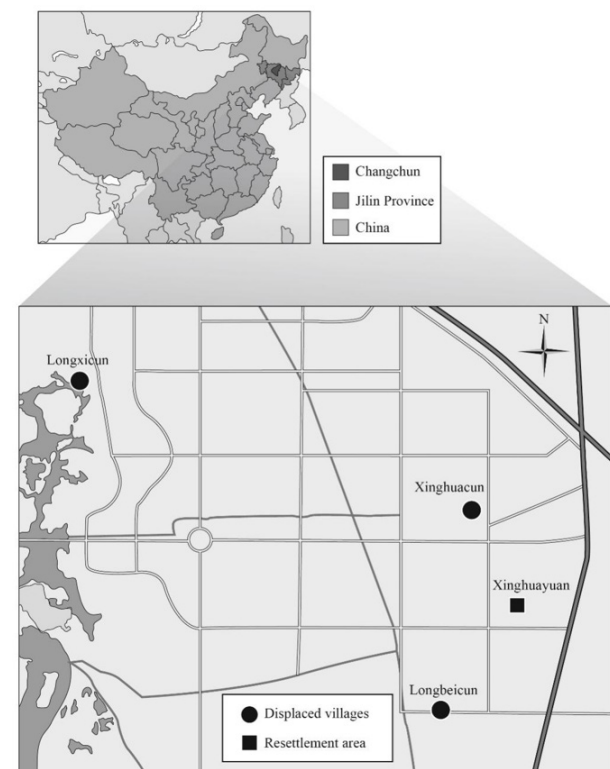 Changchun
Jilin Province
China
Longxicun
N
Xinghuacun
Xinghuayuan
Longbeicun
Displaced villages
Resettlement area